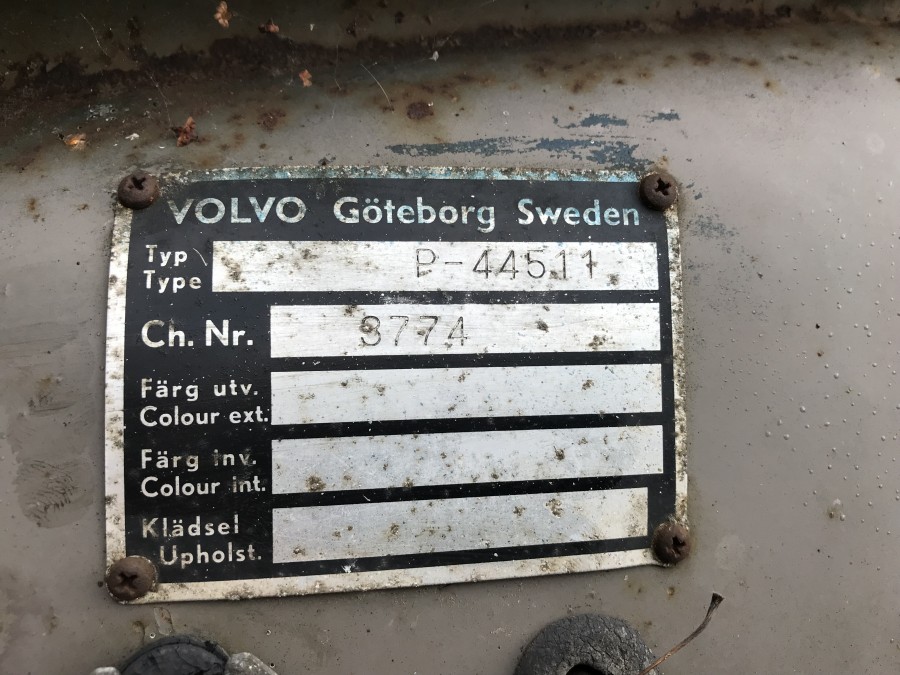 VOLVO Göteborg Sweden
Typ
Type
P-44511
Ch. Nr. 3774
Färg utv.
Colour ext.
Färg inv.
Colour int.
Klädsel
Upholst.